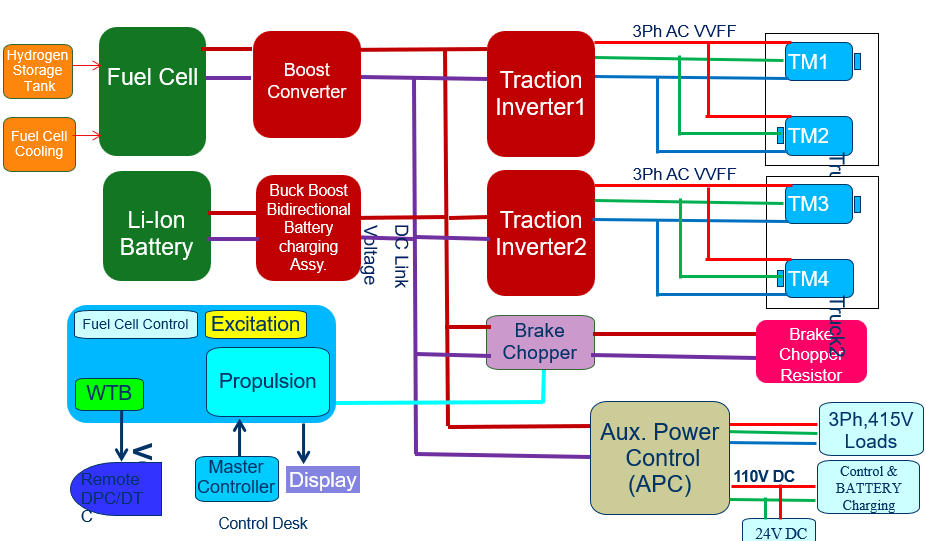 Hydrogen
Storage
Tank
Fuel Cell
Cooling
Fuel Cell
Boost
Converter
Traction
Inverter1
3Ph AC VVFF
TM1
TM2
Li-Ion
Battery
Buck Boost
Bidirectional
Battery
charging
Assy.
DC Link
Voltage
Traction
Inverter2
3Ph AC VVFF
TM3
TM4
Truck2
Fuel Cell Control
Excitation
Propulsion
WTB
Brake
Chopper
Brake
Chopper
Resistor
Remote
DPC/DT
C
Master
Controller
Display
Control Desk
Aux. Power
Control
(APC)
3Ph,415V
Loads
110V DC
Control &
BATTERY
Charging
24V DC